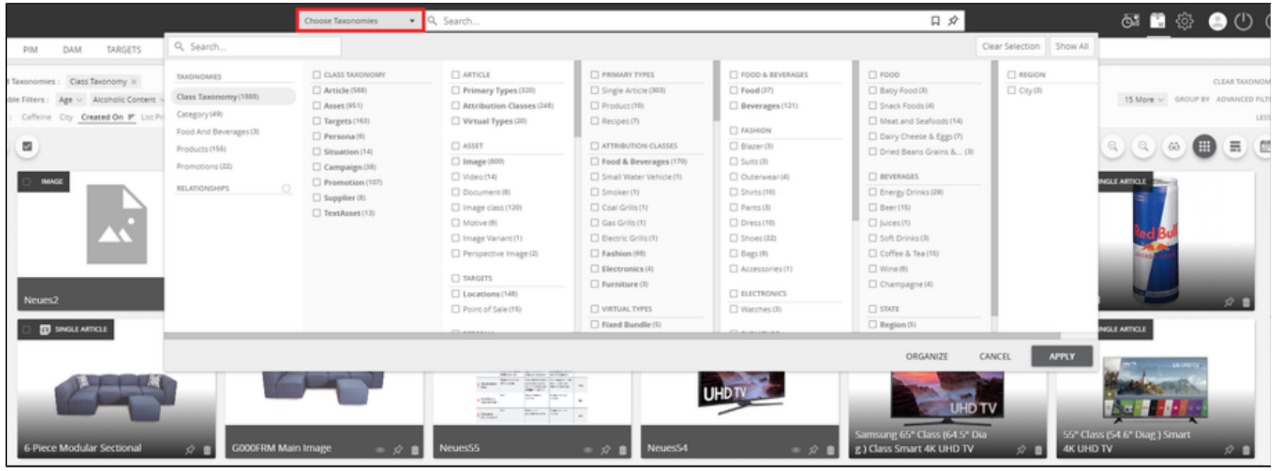 Choose Taxonomies
Search...
PIM DAM TARGETS
Search...
Clear Selection Show All
Taxonomies : Class Taxonomy ×
Filters : Age Alcoholic Content
Caffeine City Created On
TAXONOMIES
Class Taxonomy (1888)
Category (49)
Food And Beverages (3)
Products (155)
Promotions (22)
RELATIONSHIPS
CLASS TAXONOMY
Article (588)
Asset (951)
Targets (163)
Persona (6)
Situation (14)
Campaign (38)
Promotion (107)
Supplier (8)
TextAsset (13)
ARTICLE
Primary Types (320)
Attribution Classes (248)
Virtual Types (20)
ASSET
Image (800)
Video (14)
Document (8)
Image class (120)
Motive (6)
Image Variant (1)
Perspective Image (2)
TARGETS
Locations (148)
Point of Sale (15)
PRIMARY TYPES
Single Article (303)
Product (10)
Recipes (7)
ATTRIBUTION CLASSES
Food & Beverages (170)
Small Water Vehicle (1)
Smoker (1)
Coal Grills (1)
Gas Grills (1)
Electric Grills (1)
Fashion (66)
Electronics (4)
Furniture (3)
VIRTUAL TYPES
Fixed Bundle (5)
FOOD & BEVERAGES
Food (37)
Beverages (121)
FASHION
Blazer (3)
Suits (3)
Outerwear (4)
Shirts (10)
Pants (3)
Dress (10)
Shoes (22)
Bags (6)
Accessories (1)
ELECTRONICS
Watches (3)
FOOD
Baby Food (3)
Snack Foods (4)
Meat and Seafoods (14)
Dairy Cheese & Eggs (7)
Dried Beans Grains &... (3)
BEVERAGES
Energy Drinks (29)
Beer (15)
Juices (1)
Soft Drinks (3)
Coffee & Tea (15)
Wine (6)
Champagne (4)
STATE
Region (5)
REGION
City (3)
CLEAR TAXONOM
15 More GROUP BY ADVANCED FILT
LESS
ORGANIZE CANCEL APPLY
IMAGE
Neues2
NGLE ARTICLE
Red Bull
SINGLE ARTICLE
NGLE ARTICLE
6-Piece Modular Sectional
G000FRM Main Image
Neues55
UHD TV
Neues54
UHD TV
Samsung 65" Class (64.5" Dia
g.) Class Smart 4K UHD TV
55" Class (54.6" Diag.) Smart
4K UHD TV